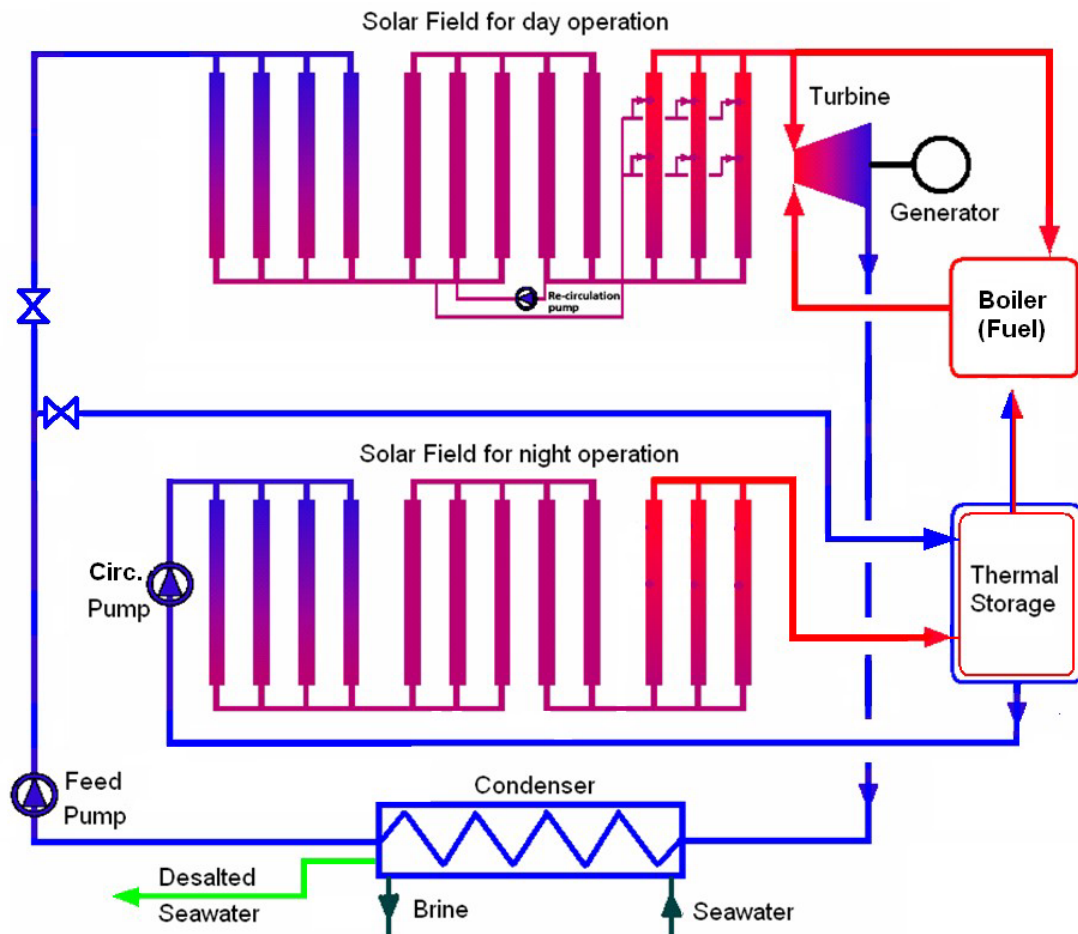 Solar Field for day operation
Turbine
Generator
Re-circulation
pump
Boiler
(Fuel)
Solar Field for night operation
Circ.
Pump
Thermal
Storage
Feed
Pump
Condenser
Desalted
Seawater
Brine
Seawater